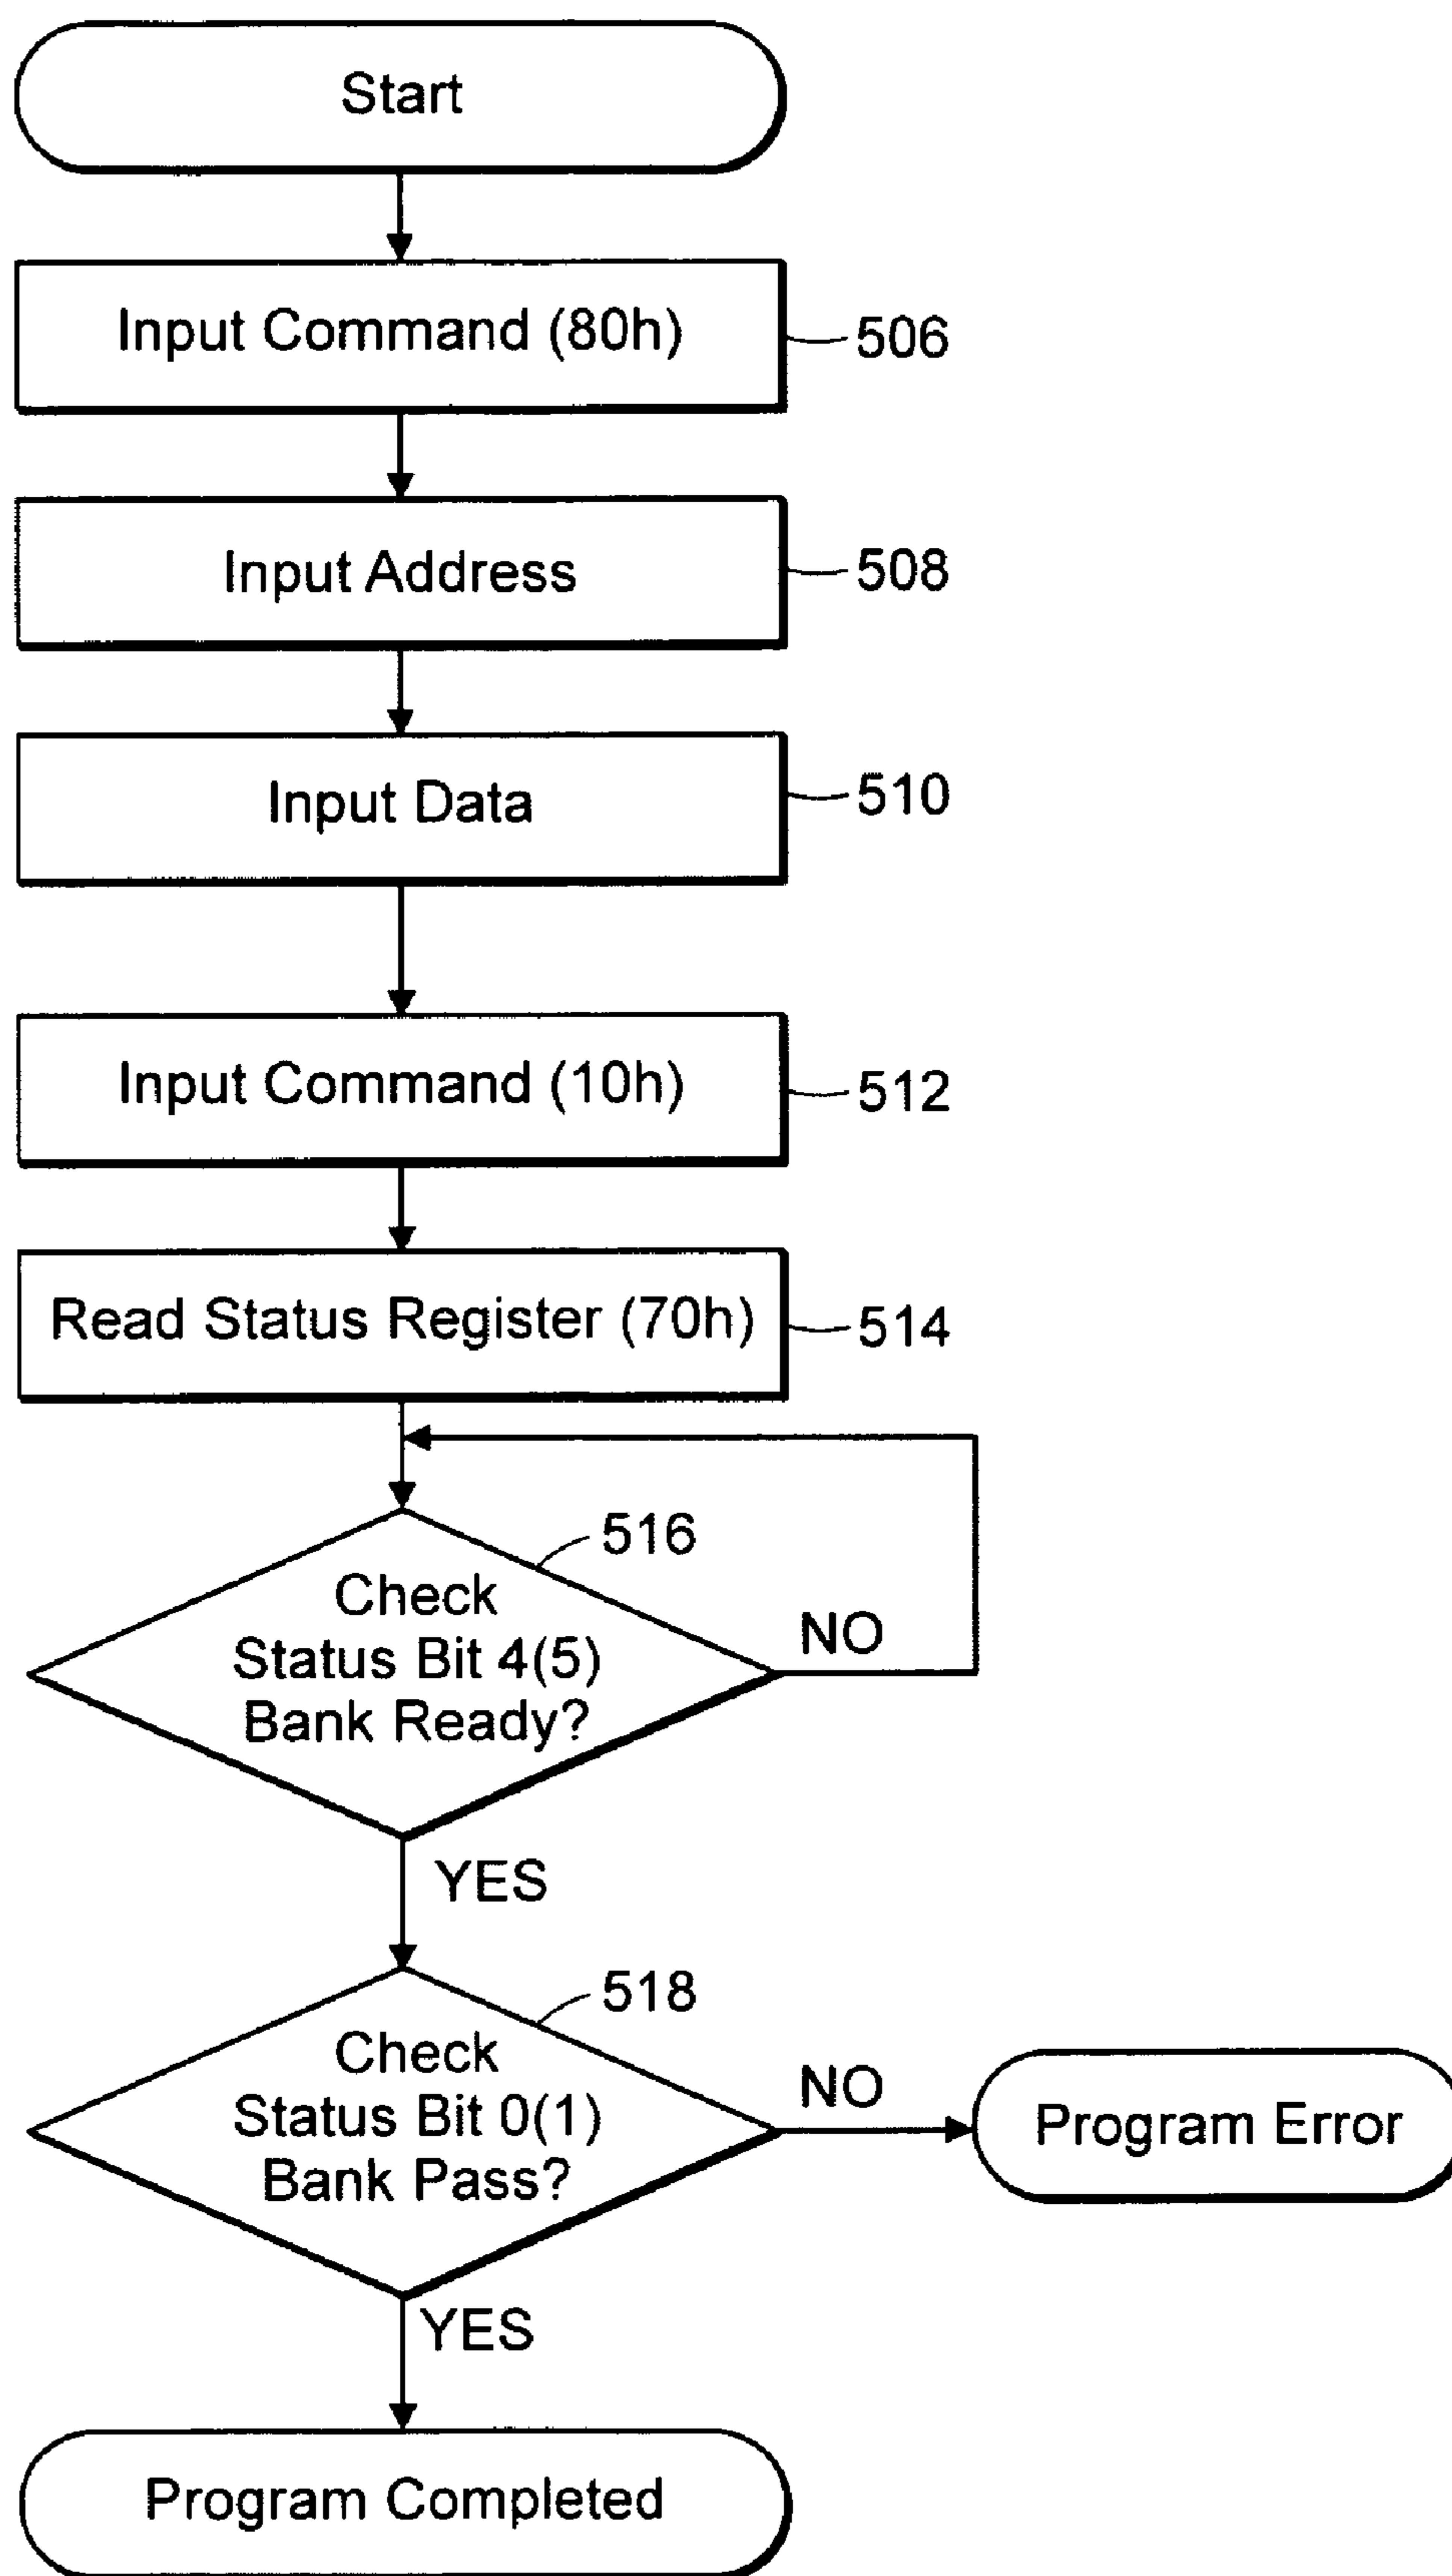 Start
Input Command (80h)
506
Input Address
508
Input Data
510
Input Command (10h)
512
Read Status Register (70h)
514
516
Check
Status Bit 4(5)
Bank Ready?
NO
YES
518
Check
Status Bit 0(1)
Bank Pass?
NO
Program Error
YES
Program Completed